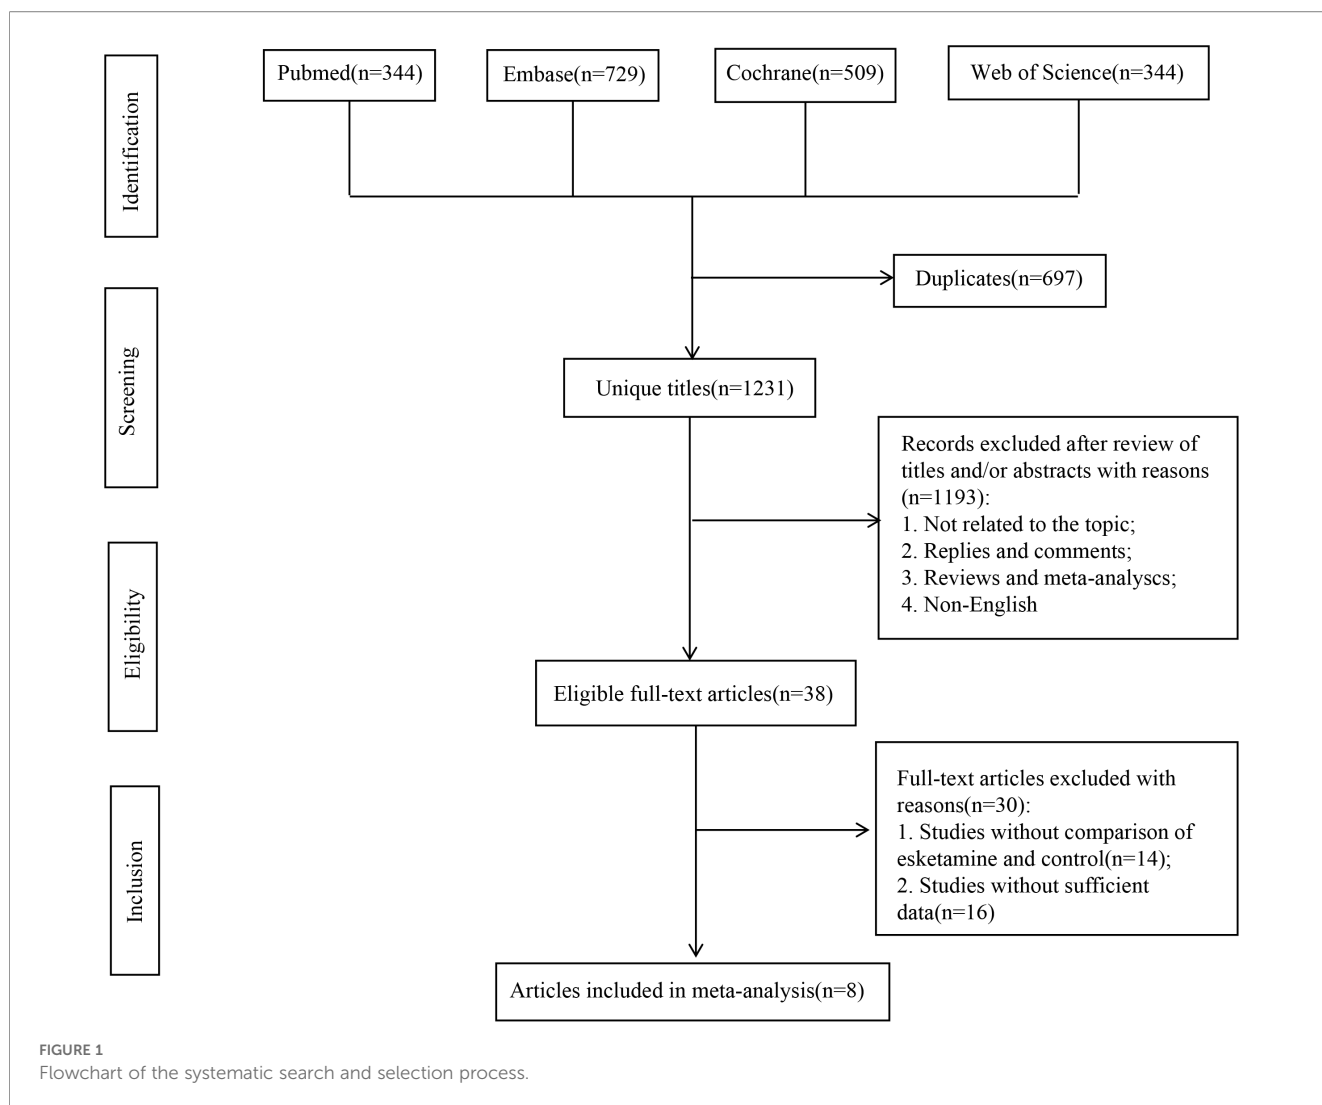 Identification
Pubmed(n=344)
Embase(n=729)
Cochrane(n=509)
Web of Science(n=344)
Duplicates(n=697)
Screening
Unique titles(n=1231)
Records excluded after review of
titles and/or abstracts with reasons
(n=1193):
1. Not related to the topic;
2. Replies and comments;
3. Reviews and meta-analyscs;
4. Non-English
Eligibility
Eligible full-text articles(n=38)
Full-text articles excluded with
reasons(n=30):
1. Studies without comparison of
esketamine and control(n=14);
2. Studies without sufficient
data(n=16)
Inclusion
Articles included in meta-analysis(n=8)
FIGURE 1
Flowchart of the systematic search and selection process.